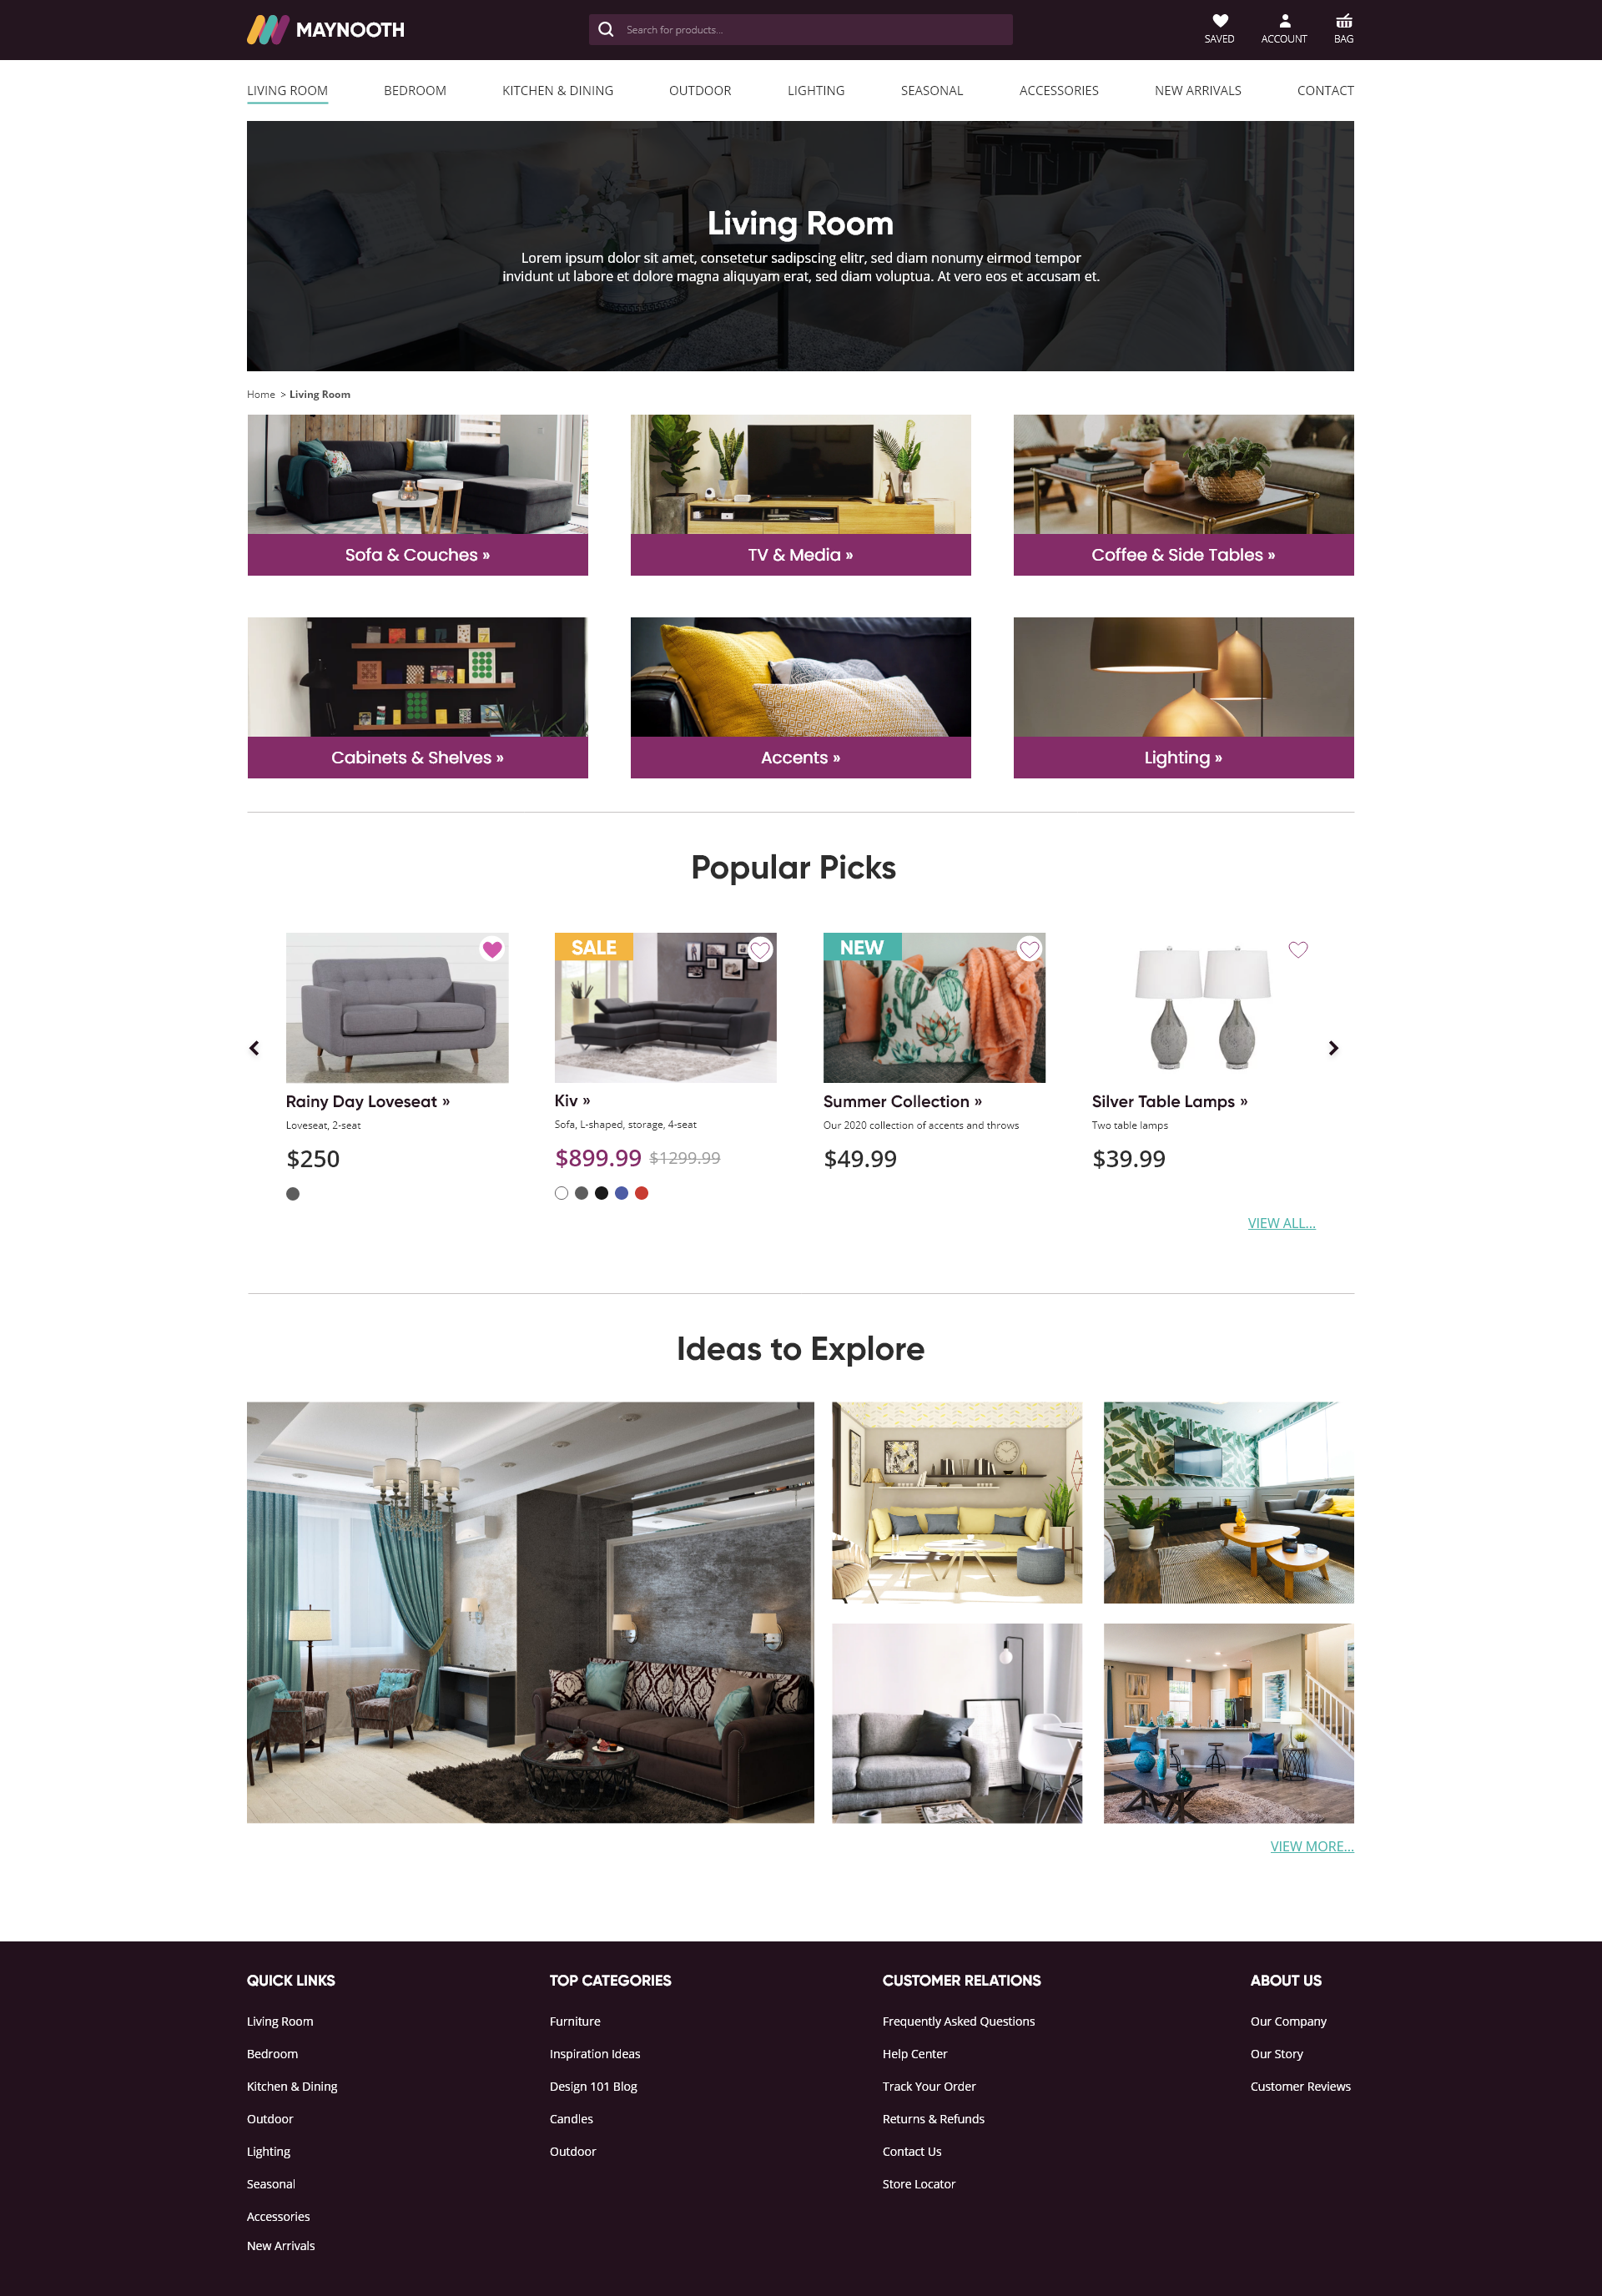 MAYNOOTH
Search for products...
SAVED
ACCOUNT
BAG
LIVING ROOM
BEDROOM
KITCHEN & DINING
OUTDOOR
LIGHTING
SEASONAL
ACCESSORIES
NEW ARRIVALS
CONTACT
Living Room
Lorem ipsum dolor sit amet, consetetur sadipscing elitr, sed diam nonumy eirmod tempor
invidunt ut labore et dolore magna aliquyam erat, sed diam voluptua. At vero eos et accusam et.
Home > Living Room
Sofa & Couches »
TV & Media »
Coffee & Side Tables »
Cabinets & Shelves »
Accents »
Lighting »
Popular Picks
SALE
NEW
Rainy Day Loveseat »
Loveseat, 2-seat
$250
Kiv »
Sofa, L-shaped, storage, 4-seat
$899.99 $1299.99
Summer Collection »
Our 2020 collection of accents and throws
$49.99
Silver Table Lamps »
Two table lamps
$39.99
VIEW ALL...
Ideas to Explore
VIEW MORE...
QUICK LINKS
Living Room
Bedroom
Kitchen & Dining
Outdoor
Lighting
Seasonal
Accessories
New Arrivals
TOP CATEGORIES
Furniture
Inspiration Ideas
Design 101 Blog
Candles
Outdoor
CUSTOMER RELATIONS
Frequently Asked Questions
Help Center
Track Your Order
Returns & Refunds
Contact Us
Store Locator
ABOUT US
Our Company
Our Story
Customer Reviews